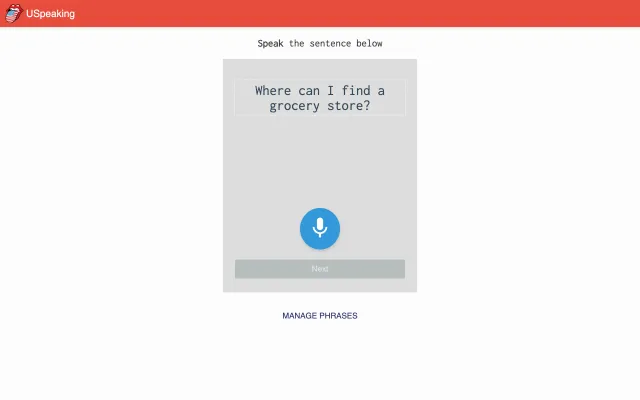 USpeaking
Speak the sentence below
Where can I find a
grocery store?
Next
MANAGE PHRASES